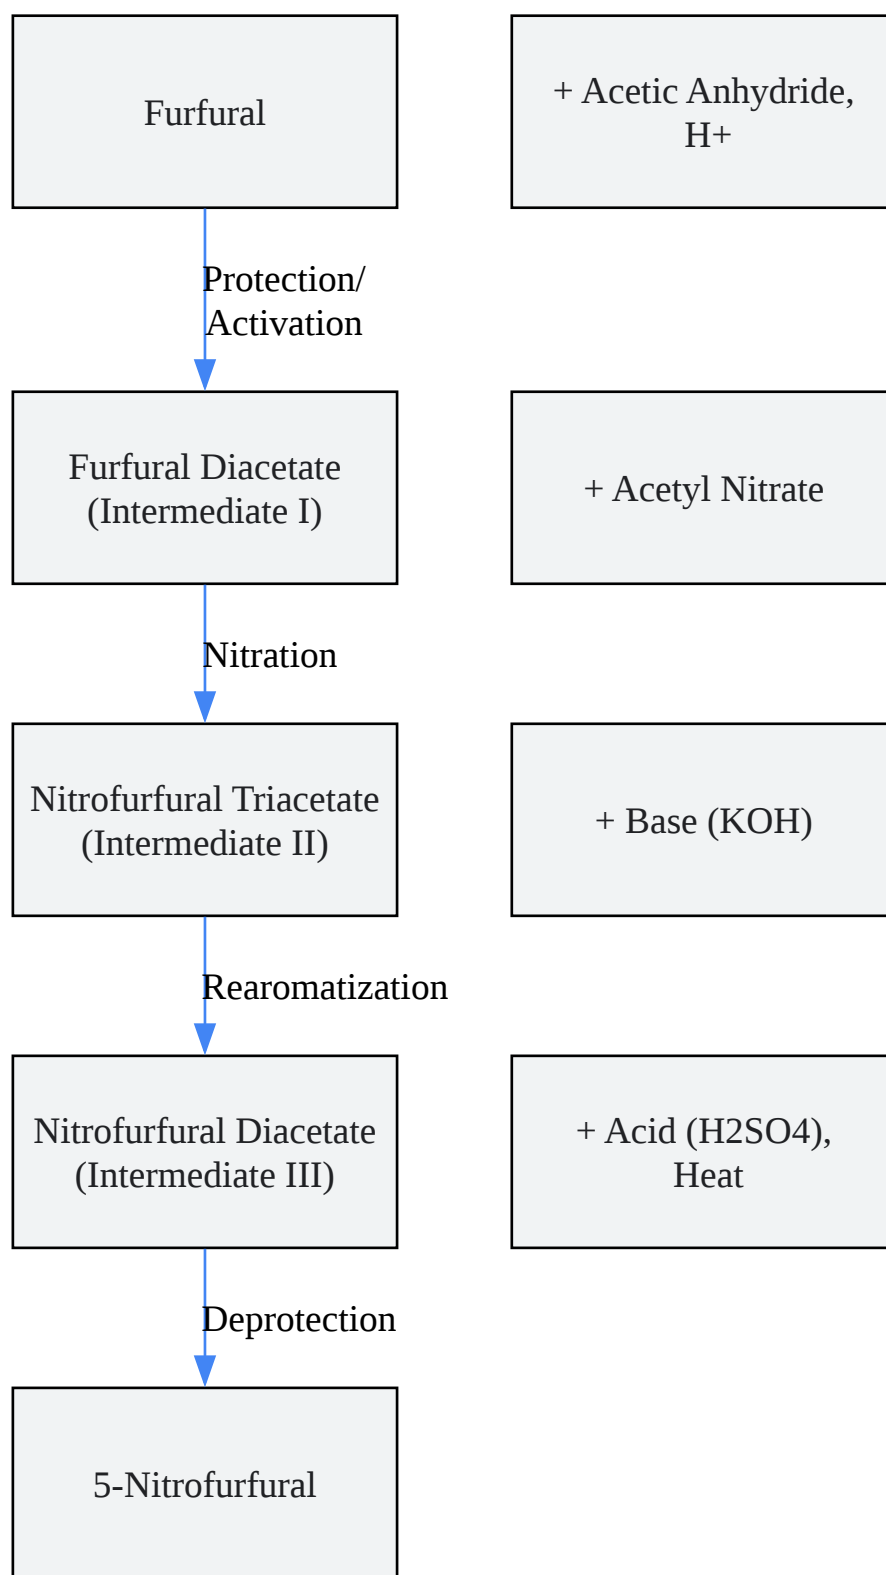 Furfural
+ Acetic Anhydride,
H+
Protection/
Activation
Furfural Diacetate
(Intermediate I)
+ Acetyl Nitrate
Nitration
Nitrofurfural Triacetate
(Intermediate II)
+ Base (KOH)
Rearomatization
Nitrofurfural Diacetate
(Intermediate III)
+ Acid (H2SO4),
Heat
Deprotection
5-Nitrofurfural